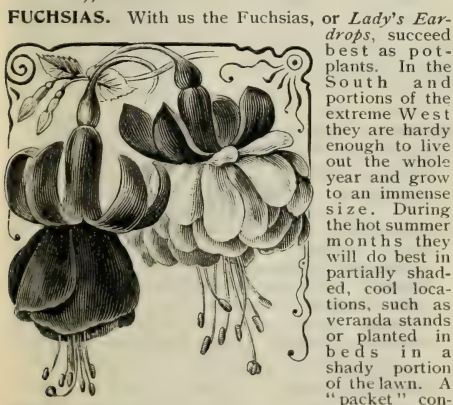 FUCHSIAS. With us the Fuchsias, or Lady's Ear-
drops, succeed
best as pot-
plants. In the
South and
portions of the
extreme West
they are hardy
enough to live
out the whole
year and grow
to an immense
size. During
the hot summer
months they
will do best in
partially shad-
ed, cool loca-
tions, such as
veranda stands
or planted in
beds in a
shady portion
of the lawn. A
"packet" con-